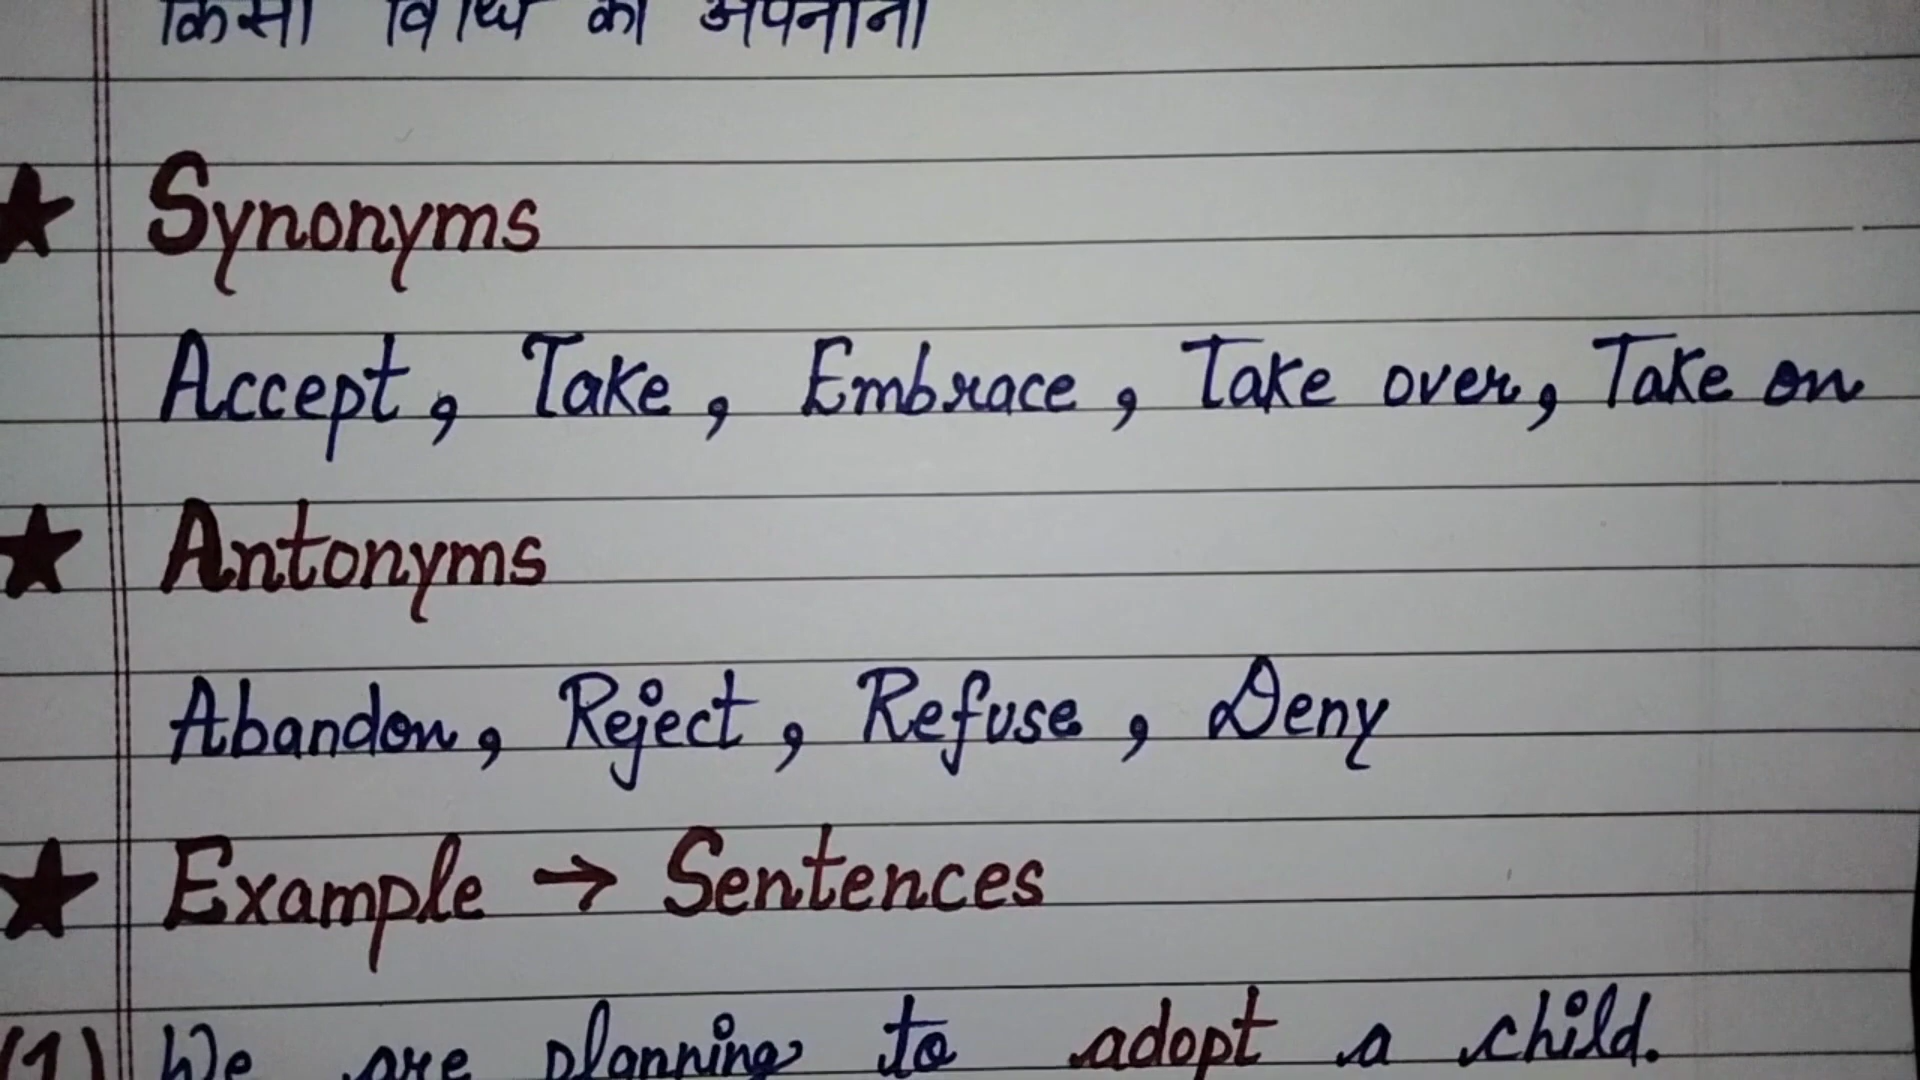 किसी विधि को अपनाना
★ Synonyms
Accept, Take, Embrace, Take over, Take on
★ Antonyms
Abandon, Reject, Refuse, Deny
★ Example → Sentences
(1) We are planning to adopt a child.